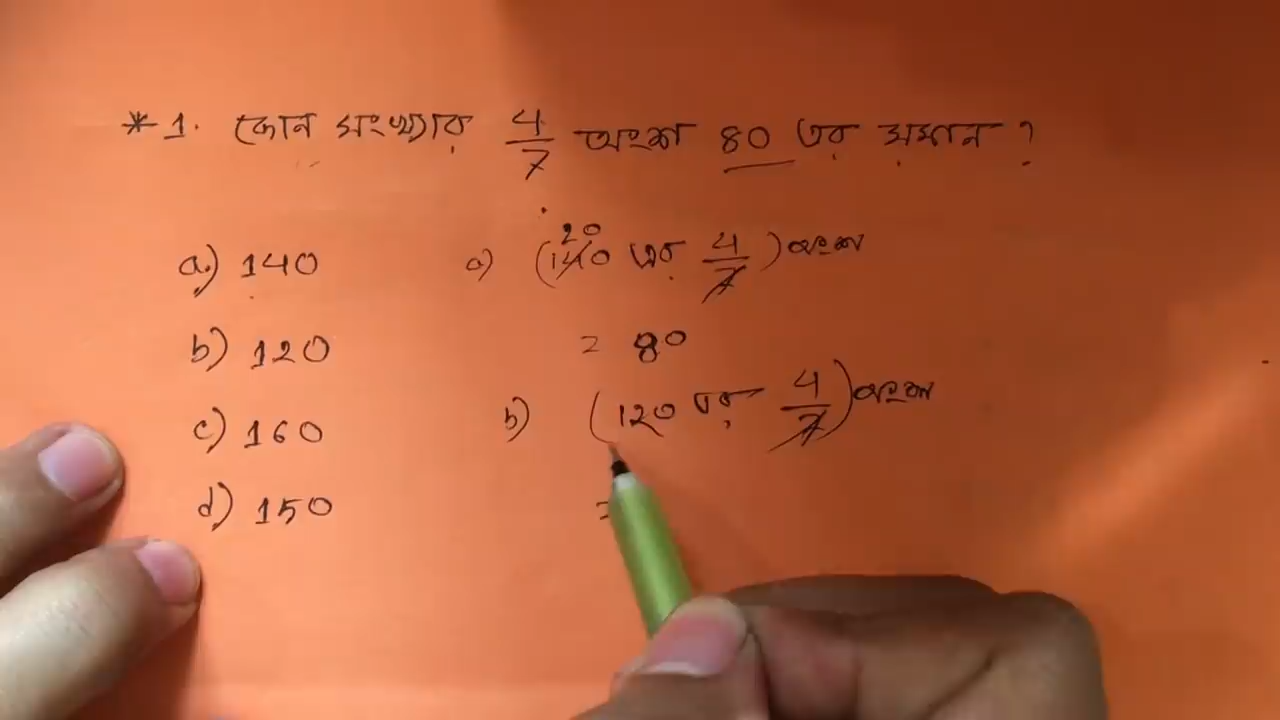 * 1. কোন সংখ্যার 4/7 অংশ 80 এর সমান ?
a) 140
b) 120
c) 160
d) 150
a) (140 এর 4/7) অংশ
20
= 80
b) (120 এর 4/7) অংশ
=